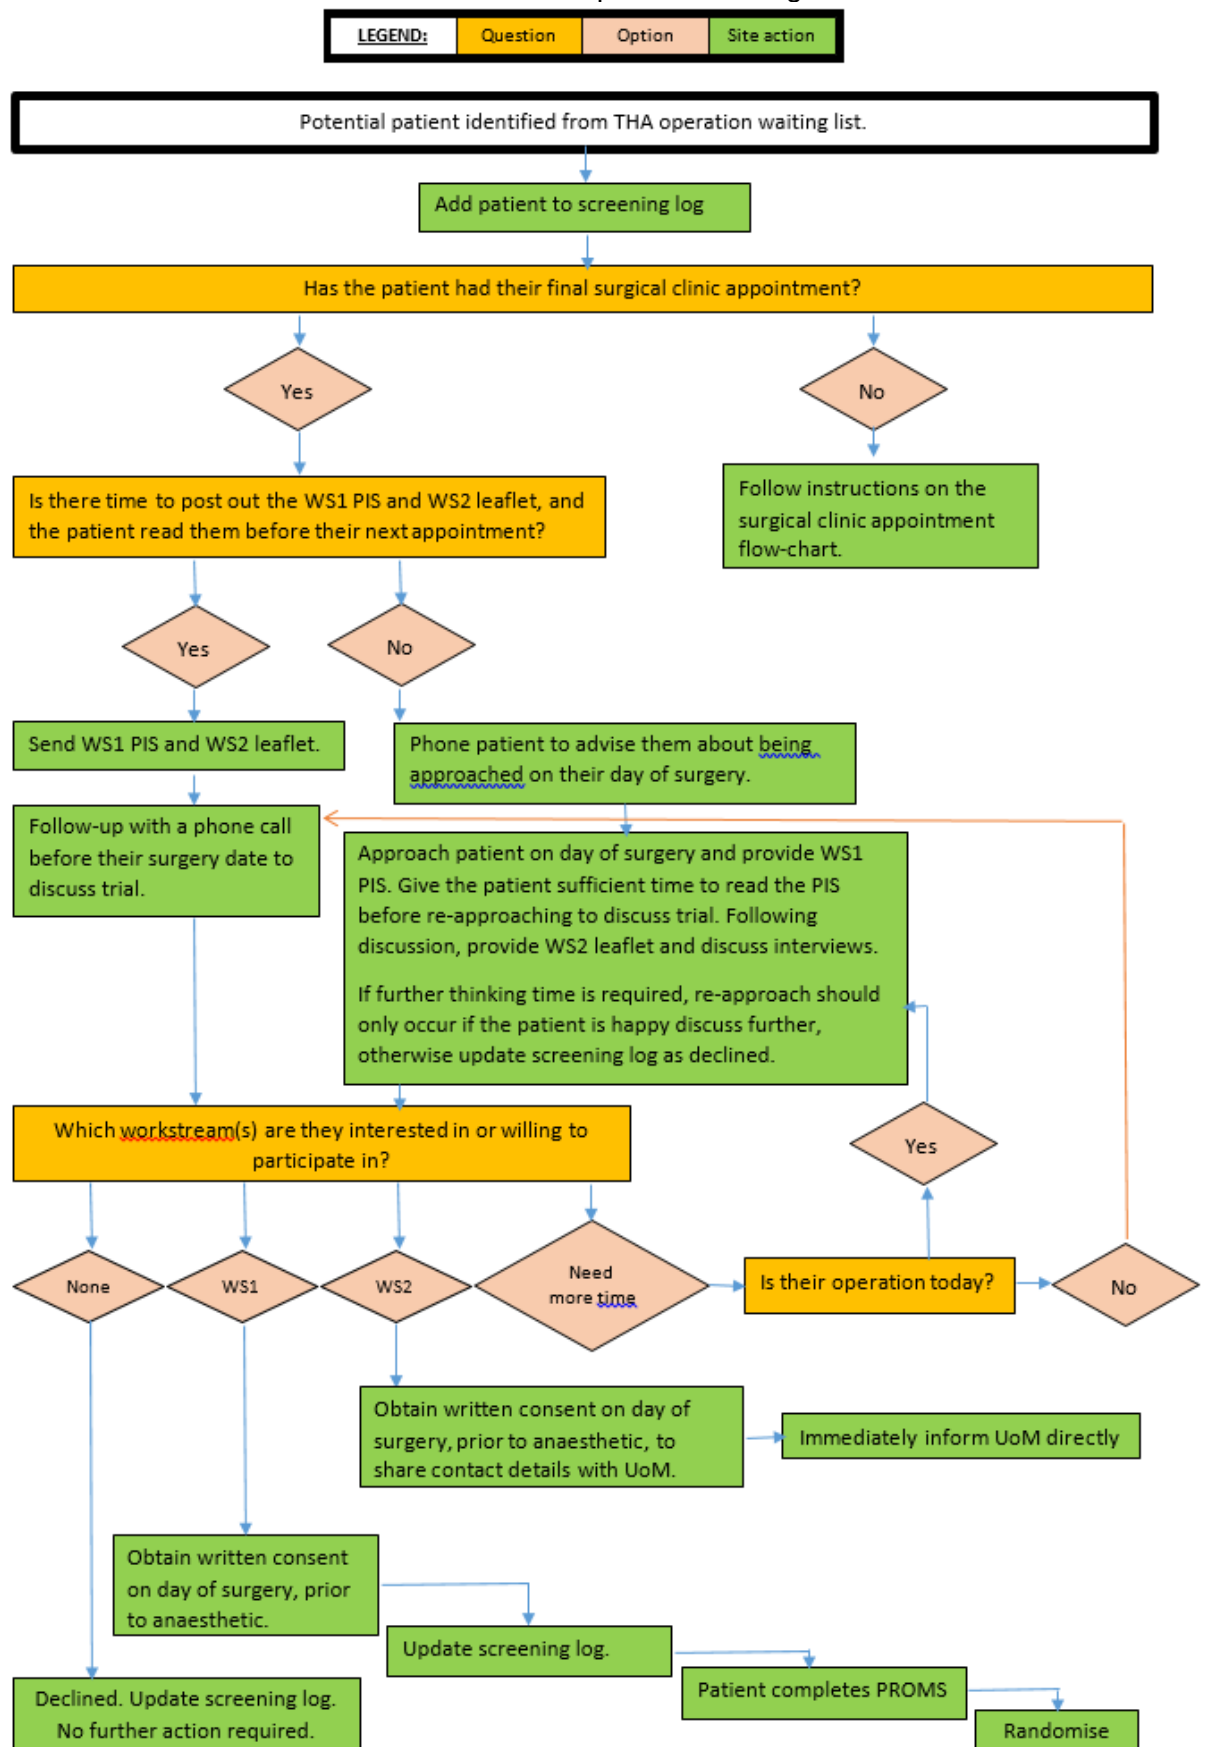 LEGEND: Question Option Site action
Potential patient identified from THA operation waiting list.
Add patient to screening log
Has the patient had their final surgical clinic appointment?
Yes
No
Is there time to post out the WS1 PIS and WS2 leaflet, and
the patient read them before their next appointment?
Follow instructions on the
surgical clinic appointment
flow-chart.
Yes
No
Send WS1 PIS and WS2 leaflet.
Phone patient to advise them about being
approached on their day of surgery.
Follow-up with a phone call
before their surgery date to
discuss trial.
Approach patient on day of surgery and provide WS1
PIS. Give the patient sufficient time to read the PIS
before re-approaching to discuss trial. Following
discussion, provide WS2 leaflet and discuss interviews.
If further thinking time is required, re-approach should
only occur if the patient is happy discuss further,
otherwise update screening log as declined.
Which workstream(s) are they interested in or willing to
participate in?
Yes
None
WS1
WS2
Need
more time
Is their operation today?
No
Obtain written consent on day of
surgery, prior to anaesthetic, to
share contact details with UoM.
Immediately inform UoM directly
Obtain written consent
on day of surgery, prior
to anaesthetic.
Update screening log.
Patient completes PROMS
Declined. Update screening log.
No further action required.
Randomise